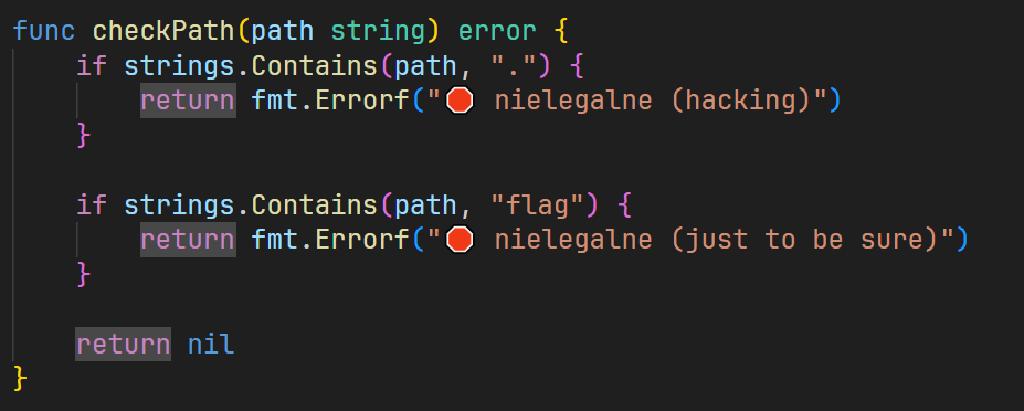 func checkPath(path string) error {
    if strings.Contains(path, ".") {
        return fmt.Errorf("🛑 nielegalne (hacking)")
    }

    if strings.Contains(path, "flag") {
        return fmt.Errorf("🛑 nielegalne (just to be sure)")
    }

    return nil
}